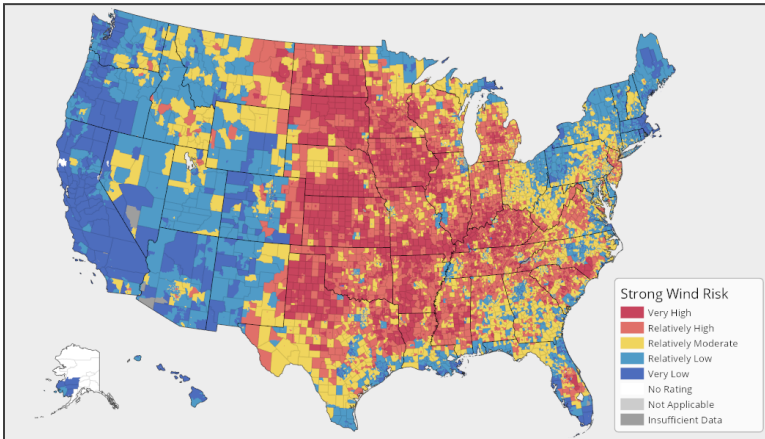 Strong Wind Risk
Very High
Relatively High
Relatively Moderate
Relatively Low
Very Low
No Rating
Not Applicable
Insufficient Data